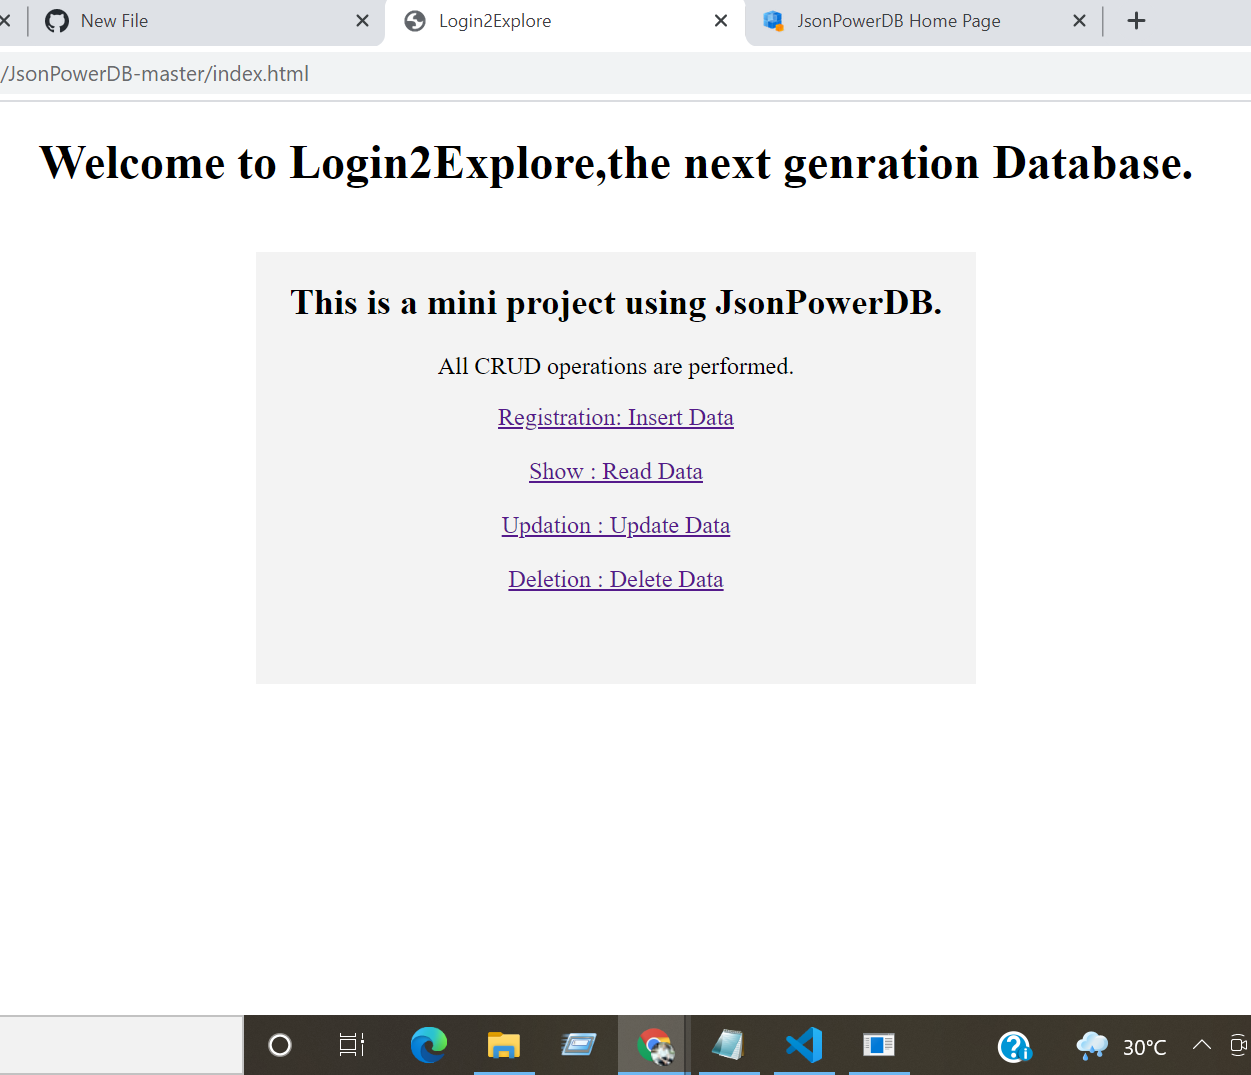 New File
Login2Explore
JsonPowerDB Home Page
/JsonPowerDB-master/index.html
Welcome to Login2Explore,the next genration Database.
This is a mini project using JsonPowerDB.
All CRUD operations are performed.
Registration: Insert Data
Show : Read Data
Updation : Update Data
Deletion : Delete Data
30°C